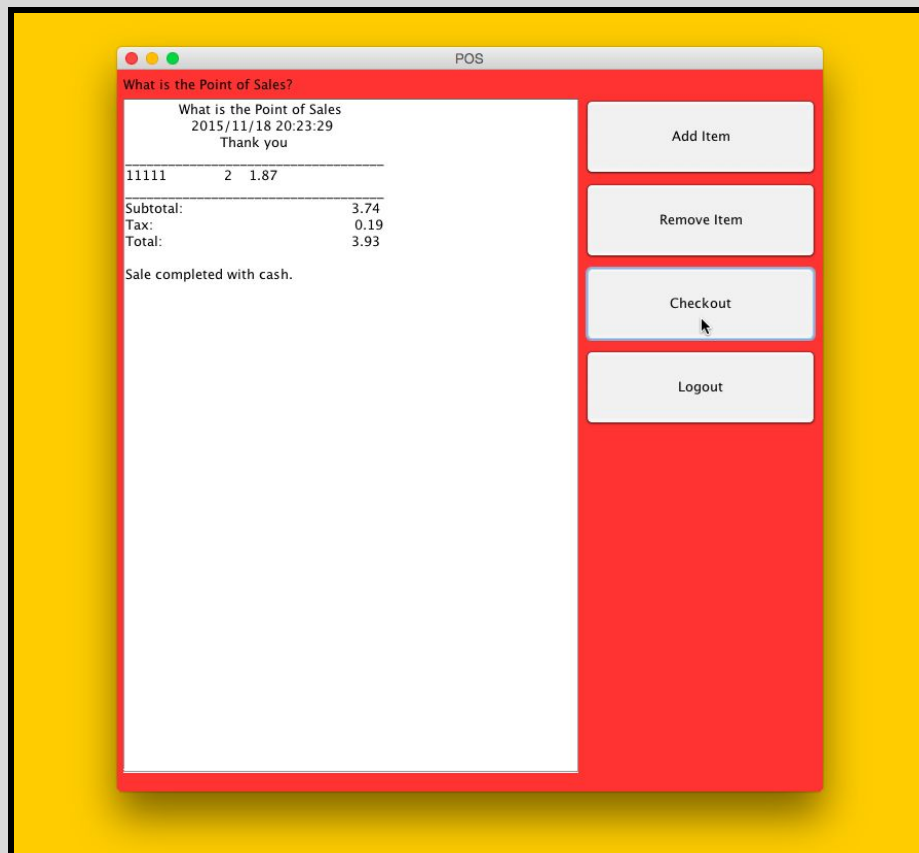 POS
What is the Point of Sales?
What is the Point of Sales
2015/11/18 20:23:29
Thank you
11111 2 1.87
Subtotal: 3.74
Tax: 0.19
Total: 3.93
Sale completed with cash.
Add Item
Remove Item
Checkout
Logout